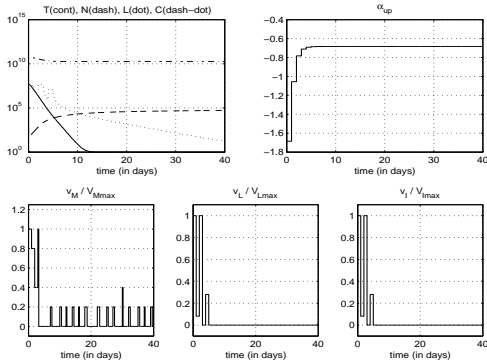 T(cont), N(dash), L(dot), C(dash−dot)
10^15
10^10
10^5
10^0
0 10 20 30 40
time (in days)
α_up
−0.4
−0.6
−0.8
−1
−1.2
−1.4
−1.6
−1.8
0 10 20 30 40
time (in days)
v_M / V_Mmax
1.2
1
0.8
0.6
0.4
0.2
0
0 20 40
time (in days)
v_L / V_Lmax
1
0.8
0.6
0.4
0.2
0
0 20 40
time (in days)
v_I / V_Imax
1
0.8
0.6
0.4
0.2
0
0 20 40
time (in days)